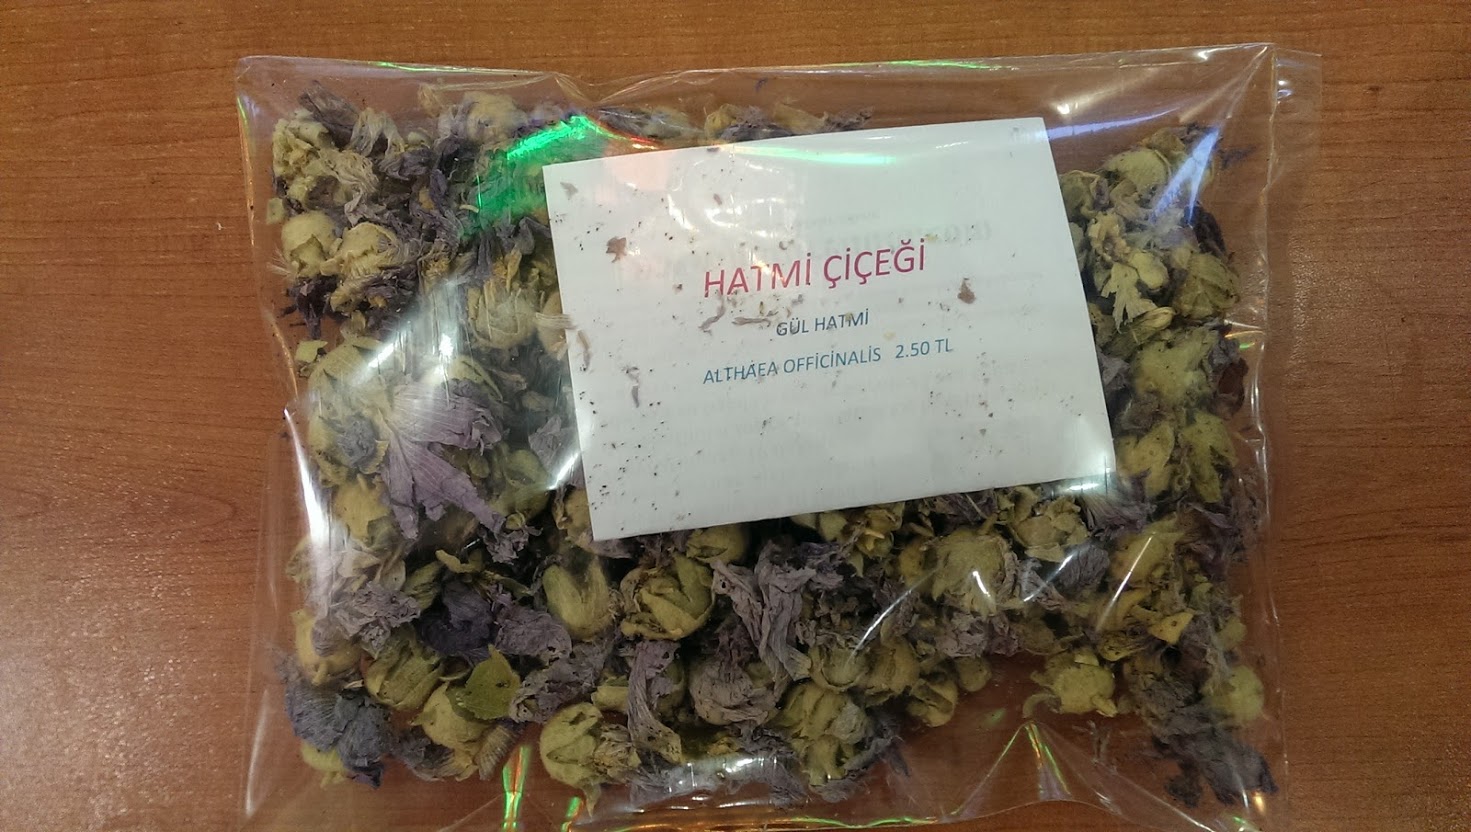 HATMİ ÇİÇEĞİ
GÜL HATMİ
ALTHAEA OFFİCİNALİS 2.50 TL